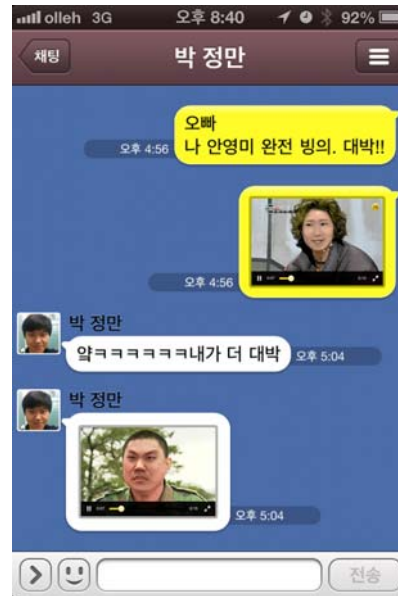 olleh 3G 오후 8:40 92%
채팅 박 정만
오빠
나 안영미 완전 빙의. 대박!!
오후 4:56
오후 4:56
박 정만
얔ㅋㅋㅋㅋㅋㅋ내가 더 대박
오후 5:04
박 정만
오후 5:04
전송